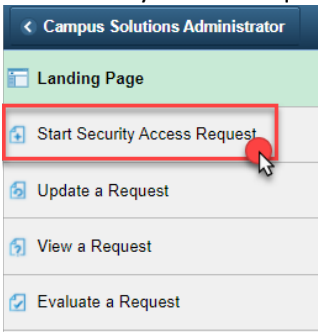 Campus Solutions Administrator
Landing Page
Start Security Access Request
Update a Request
View a Request
Evaluate a Request